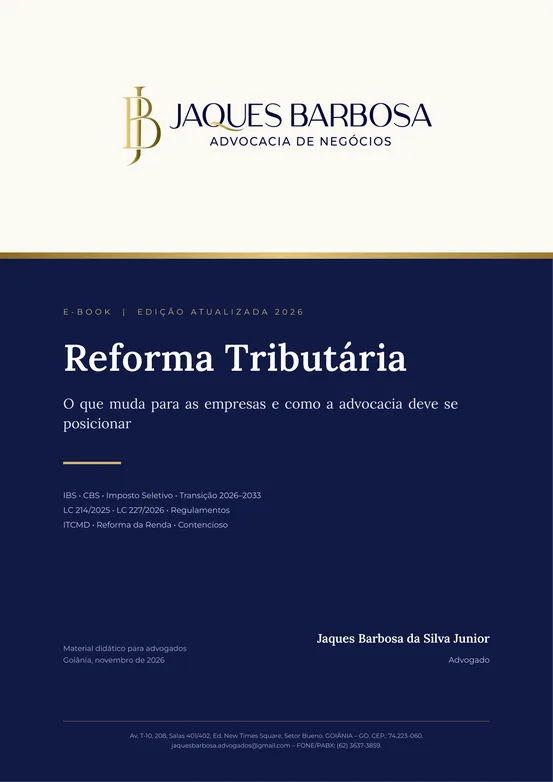 JB
JAQUES BARBOSA
ADVOCACIA DE NEGÓCIOS
E-BOOK | EDIÇÃO ATUALIZADA 2026
Reforma Tributária
O que muda para as empresas e como a advocacia deve se
posicionar
IBS • CBS • Imposto Seletivo • Transição 2026–2033
LC 214/2025 • LC 227/2026 • Regulamentos
ITCMD • Reforma da Renda • Contencioso
Jaques Barbosa da Silva Junior
Advogado
Material didático para advogados
Goiânia, novembro de 2026
Av. T-10, 208, Salas 401/402, Ed. New Times Square, Setor Bueno. GOIÂNIA – GO. CEP.: 74.223-060.
jaquesbarbosa.advogados@gmail.com – FONE/PABX: (62) 3637-3859.